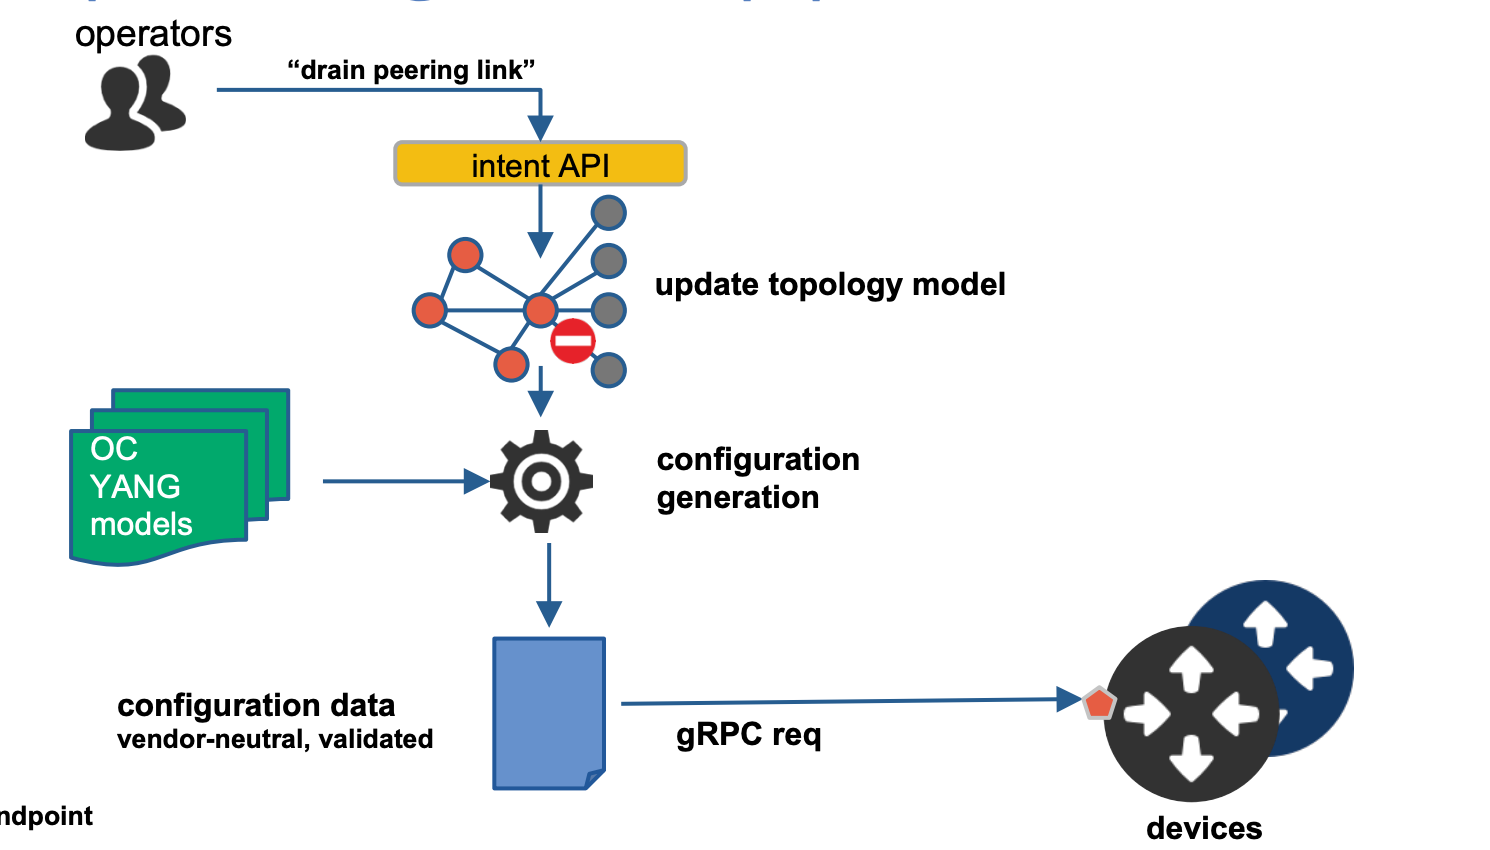 operators
“drain peering link”
intent API
update topology model
OC
YANG
models
configuration
generation
configuration data
vendor-neutral, validated
gRPC req
ndpoint
devices